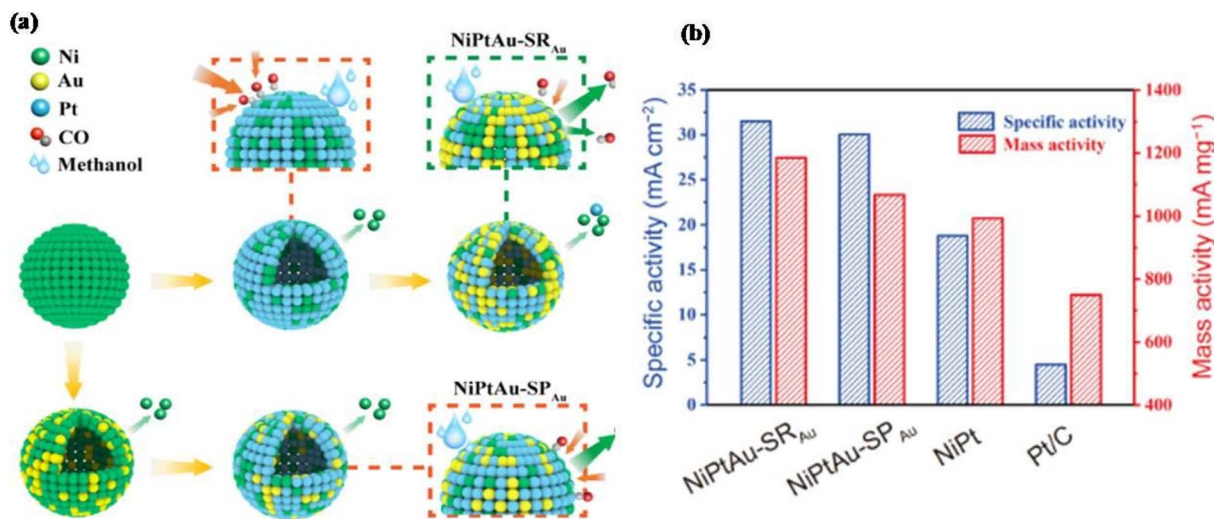 (a)
Ni
Au
Pt
CO
Methanol
NiPtAu-SRAu
NiPtAu-SPAu
(b)
Specific activity (mA cm⁻²)
35
30
25
20
15
10
5
0
Specific activity
Mass activity
1400
1200
1000
800
600
400
Mass activity (mA mg⁻¹)
NiPtAu-SRAu
NiPtAu-SP Au
NiPt
Pt/C